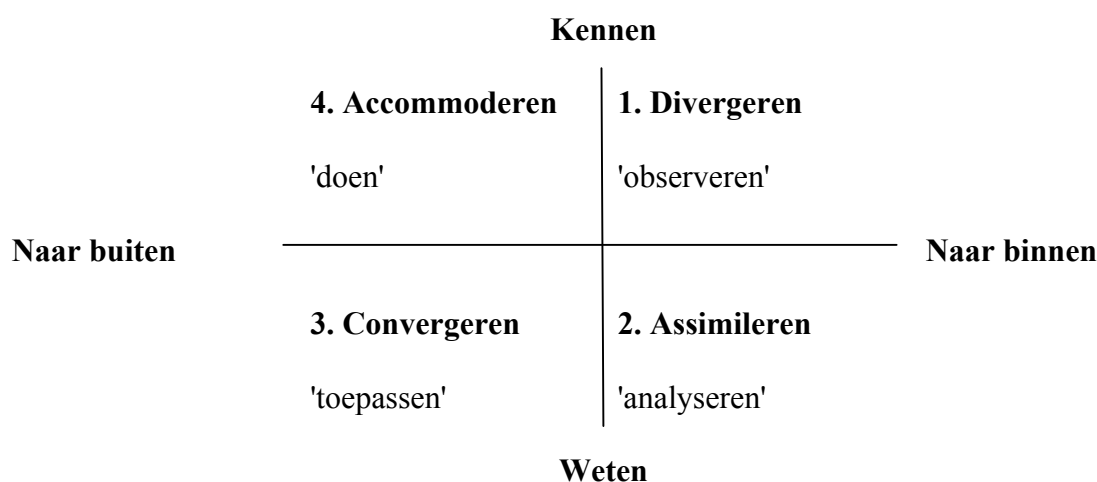 Kennen
4. Accommoderen
1. Divergeren
'doen'
'observeren'
Naar buiten
Naar binnen
3. Convergeren
2. Assimileren
'toepassen'
'analyseren'
Weten